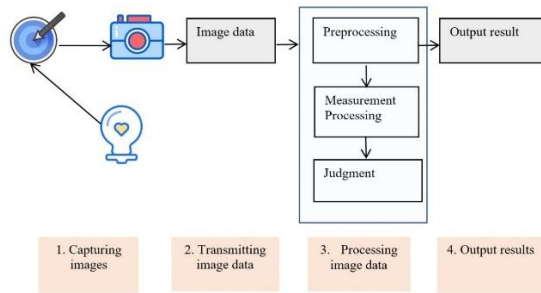 Image data
Preprocessing
Output result
Measurement
Processing
Judgment
1. Capturing
images
2. Transmitting
image data
3. Processing
image data
4. Output results